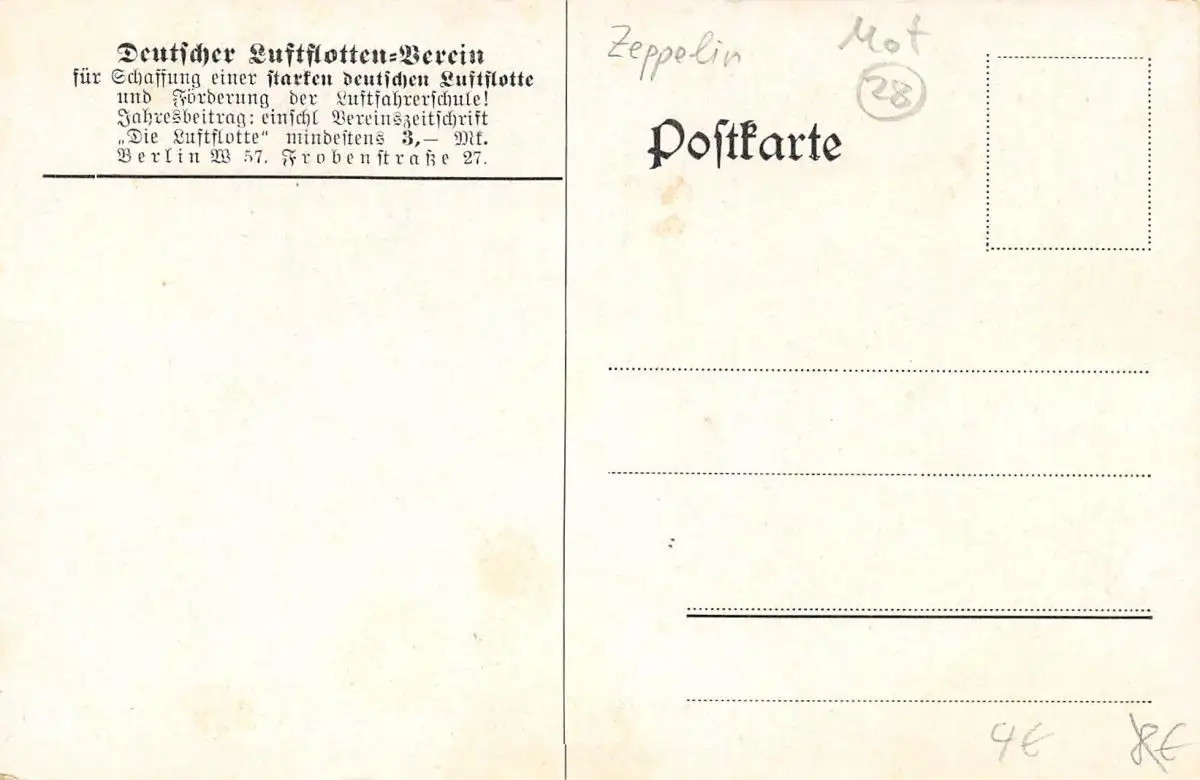 Deutscher Luftflotten-Verein
für Schaffung einer starken deutschen Luftflotte
und Förderung der Luftfahrerschule!
Jahresbeitrag: einschl Vereinszeitschrift
„Die Luftflotte“ mindestens 3,— Mk.
Berlin W 57. Frobenstraße 27.
Zeppelin
Mot
28
Postkarte
4€
8€